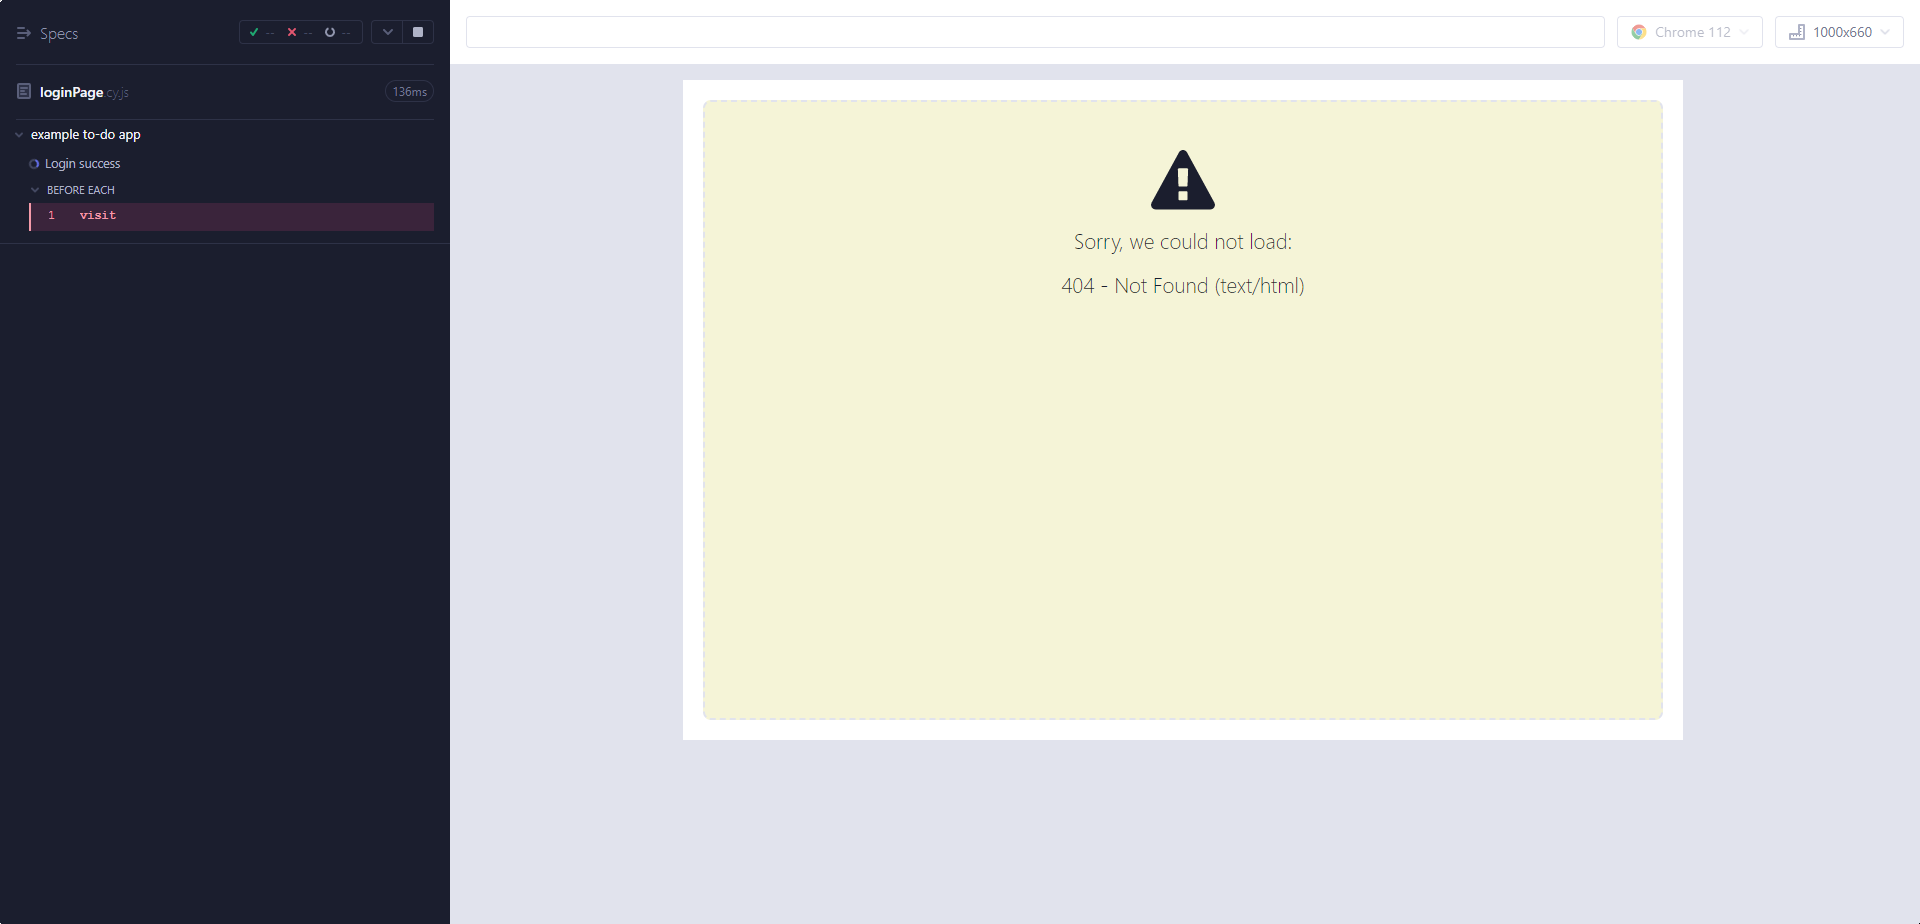 Specs
-- -- --
loginPage.cy.js
136ms
example to-do app
Login success
BEFORE EACH
1 visit
Chrome 112
1000x660
Sorry, we could not load:
404 - Not Found (text/html)